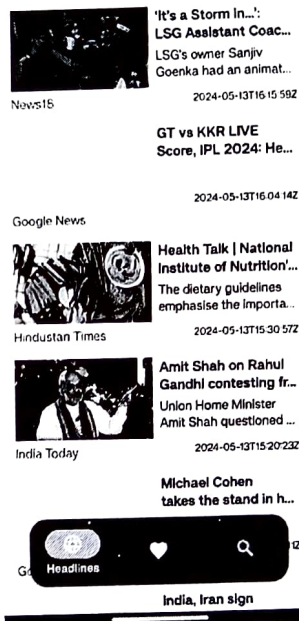 'It's a Storm in...':
LSG Assistant Coac...
LSG's owner Sanjiv
Goenka had an animat...
News18
2024-05-13T16:15:59Z
GT vs KKR LIVE
Score, IPL 2024: He...
2024-05-13T16:04:14Z
Google News
Health Talk | National
Institute of Nutrition'...
The dietary guidelines
emphasise the importa...
Hindustan Times
2024-05-13T15:30:57Z
Amit Shah on Rahul
Gandhi contesting fr...
Union Home Minister
Amit Shah questioned ...
India Today
2024-05-13T15:20:23Z
Michael Cohen
takes the stand in h...
Headlines
India, Iran sign